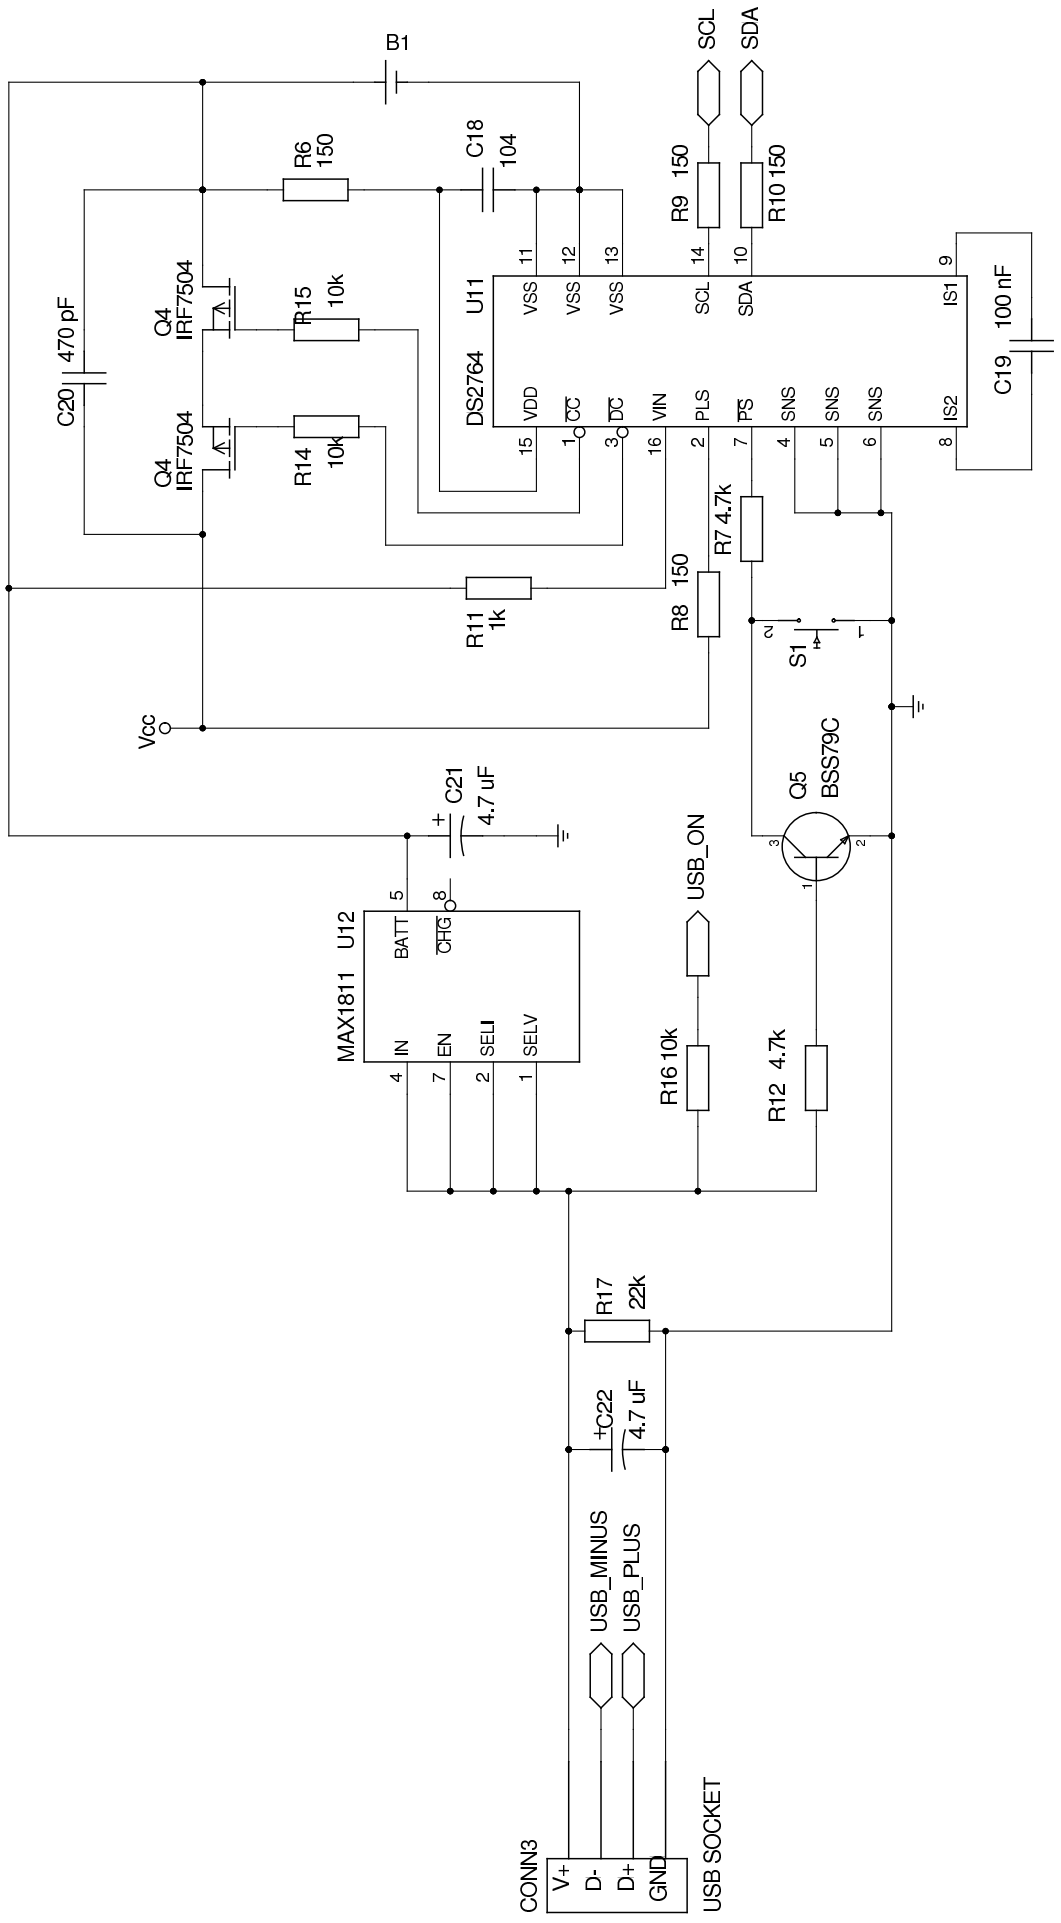 B1
SCL
SDA
R6
150
C18
104
R9 150
R10 150
C20 470 pF
Q4
IRF7504
R15
10k
Q4
IRF7504
R14
10k
11
12
13
14
10
9
VSS
VSS
VSS
SCL
SDA
IS1
U11
DS2764
VDD
CC
DC
VIN
PLS
PS
SNS
SNS
SNS
IS2
15
1
3
16
2
7
4
5
6
8
C19 100 nF
R7 4.7k
R8 150
R11
1k
S1
2
1
Vcc
C21
4.7 uF
+
Q5
BSS79C
3
2
1
USB_ON
U12
MAX1811
5
8
BATT
CHG
IN
EN
SELI
SELV
4
7
2
1
R16 10k
R12 4.7k
R17
22k
+
C22
4.7 uF
USB_MINUS
USB_PLUS
CONN3
V+
D-
D+
GND
USB SOCKET